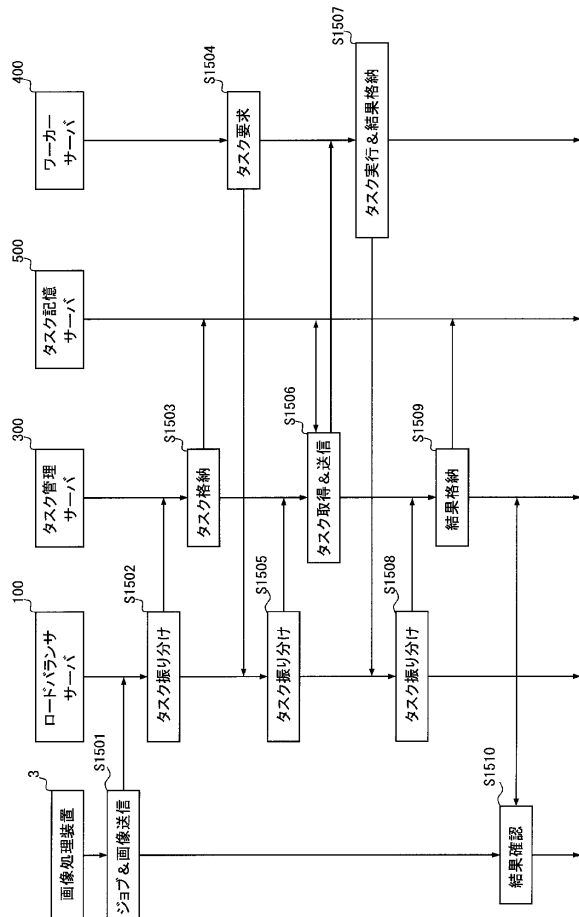 3
画像処理装置
100
ロードバランサ
サーバ
300
タスク管理
サーバ
500
タスク記憶
サーバ
400
ワーカー
サーバ
S1501
ジョブ&画像送信
S1502
タスク振り分け
S1503
タスク格納
S1504
タスク要求
S1505
タスク振り分け
S1506
タスク取得&送信
S1507
タスク実行&結果格納
S1508
タスク振り分け
S1509
結果格納
S1510
結果確認